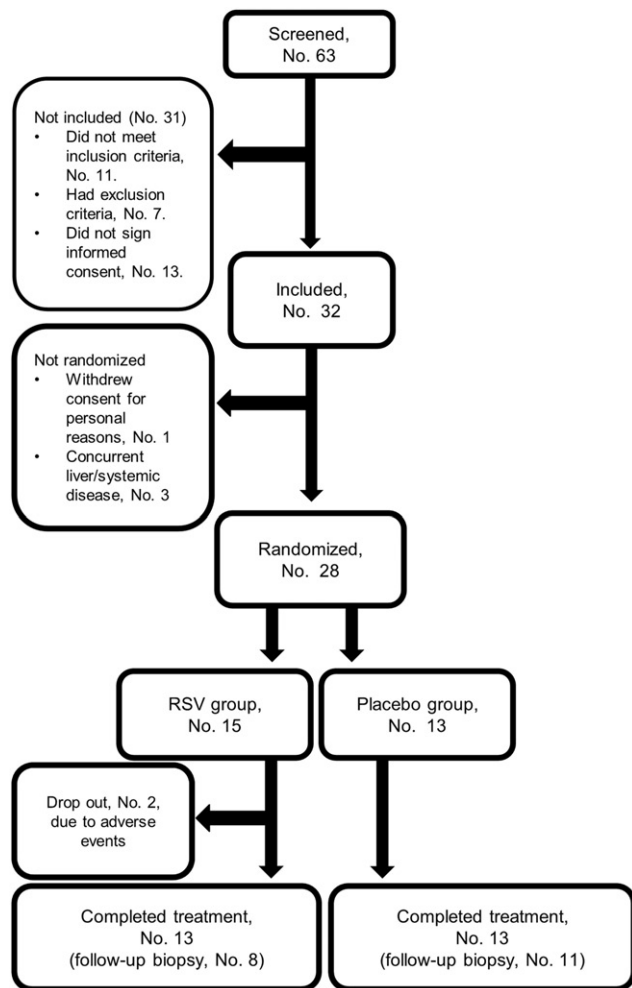 Screened,
No. 63
Not included (No. 31)
• Did not meet
inclusion criteria,
No. 11.
• Had exclusion
criteria, No. 7.
• Did not sign
informed
consent, No. 13.
Included,
No. 32
Not randomized
• Withdrew
consent for
personal
reasons, No. 1
• Concurrent
liver/systemic
disease, No. 3
Randomized,
No. 28
RSV group,
No. 15
Placebo group,
No. 13
Drop out, No. 2,
due to adverse
events
Completed treatment,
No. 13
(follow-up biopsy, No. 8)
Completed treatment,
No. 13
(follow-up biopsy, No. 11)